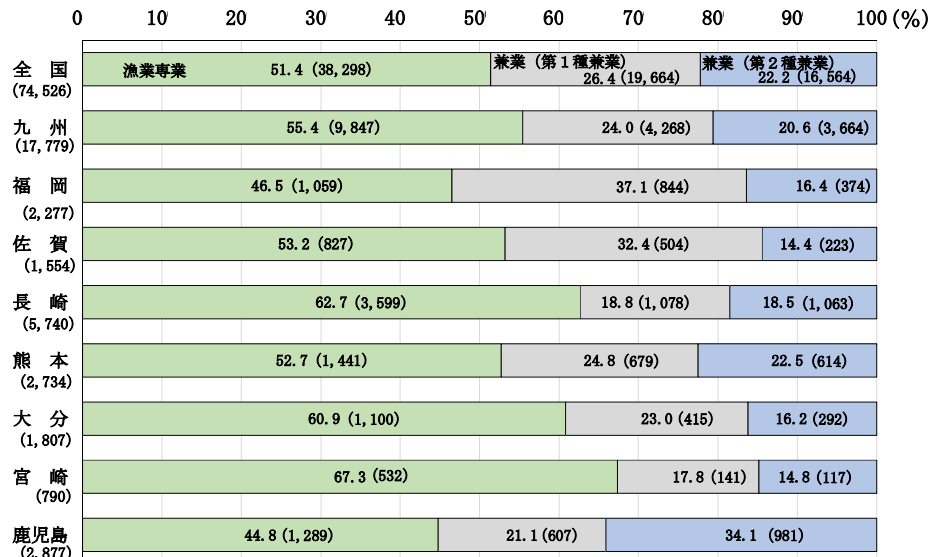 0 10 20 30 40 50 60 70 80 90 100 (%)
全 国 漁業専業 51.4 (38,298) 兼業 (第1種兼業) 26.4 (19,664) 兼業 (第2種兼業) 22.2 (16,564)
(74,526)
九 州 55.4 (9,847) 24.0 (4,268) 20.6 (3,664)
(17,779)
福 岡 46.5 (1,059) 37.1 (844) 16.4 (374)
(2,277)
佐 賀 53.2 (827) 32.4 (504) 14.4 (223)
(1,554)
長 崎 62.7 (3,599) 18.8 (1,078) 18.5 (1,063)
(5,740)
熊 本 52.7 (1,441) 24.8 (679) 22.5 (614)
(2,734)
大 分 60.9 (1,100) 23.0 (415) 16.2 (292)
(1,807)
宮 崎 67.3 (532) 17.8 (141) 14.8 (117)
(790)
鹿児島 44.8 (1,289) 21.1 (607) 34.1 (981)
(2,877)